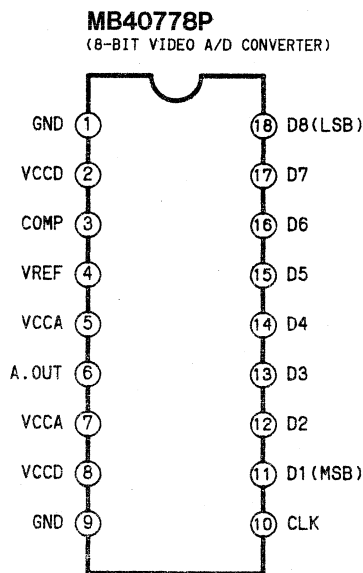 MB40778P
(8-BIT VIDEO A/D CONVERTER)
GND 1 18 D8(LSB)
VCCD 2 17 D7
COMP 3 16 D6
VREF 4 15 D5
VCCA 5 14 D4
A.OUT 6 13 D3
VCCA 7 12 D2
VCCD 8 11 D1(MSB)
GND 9 10 CLK